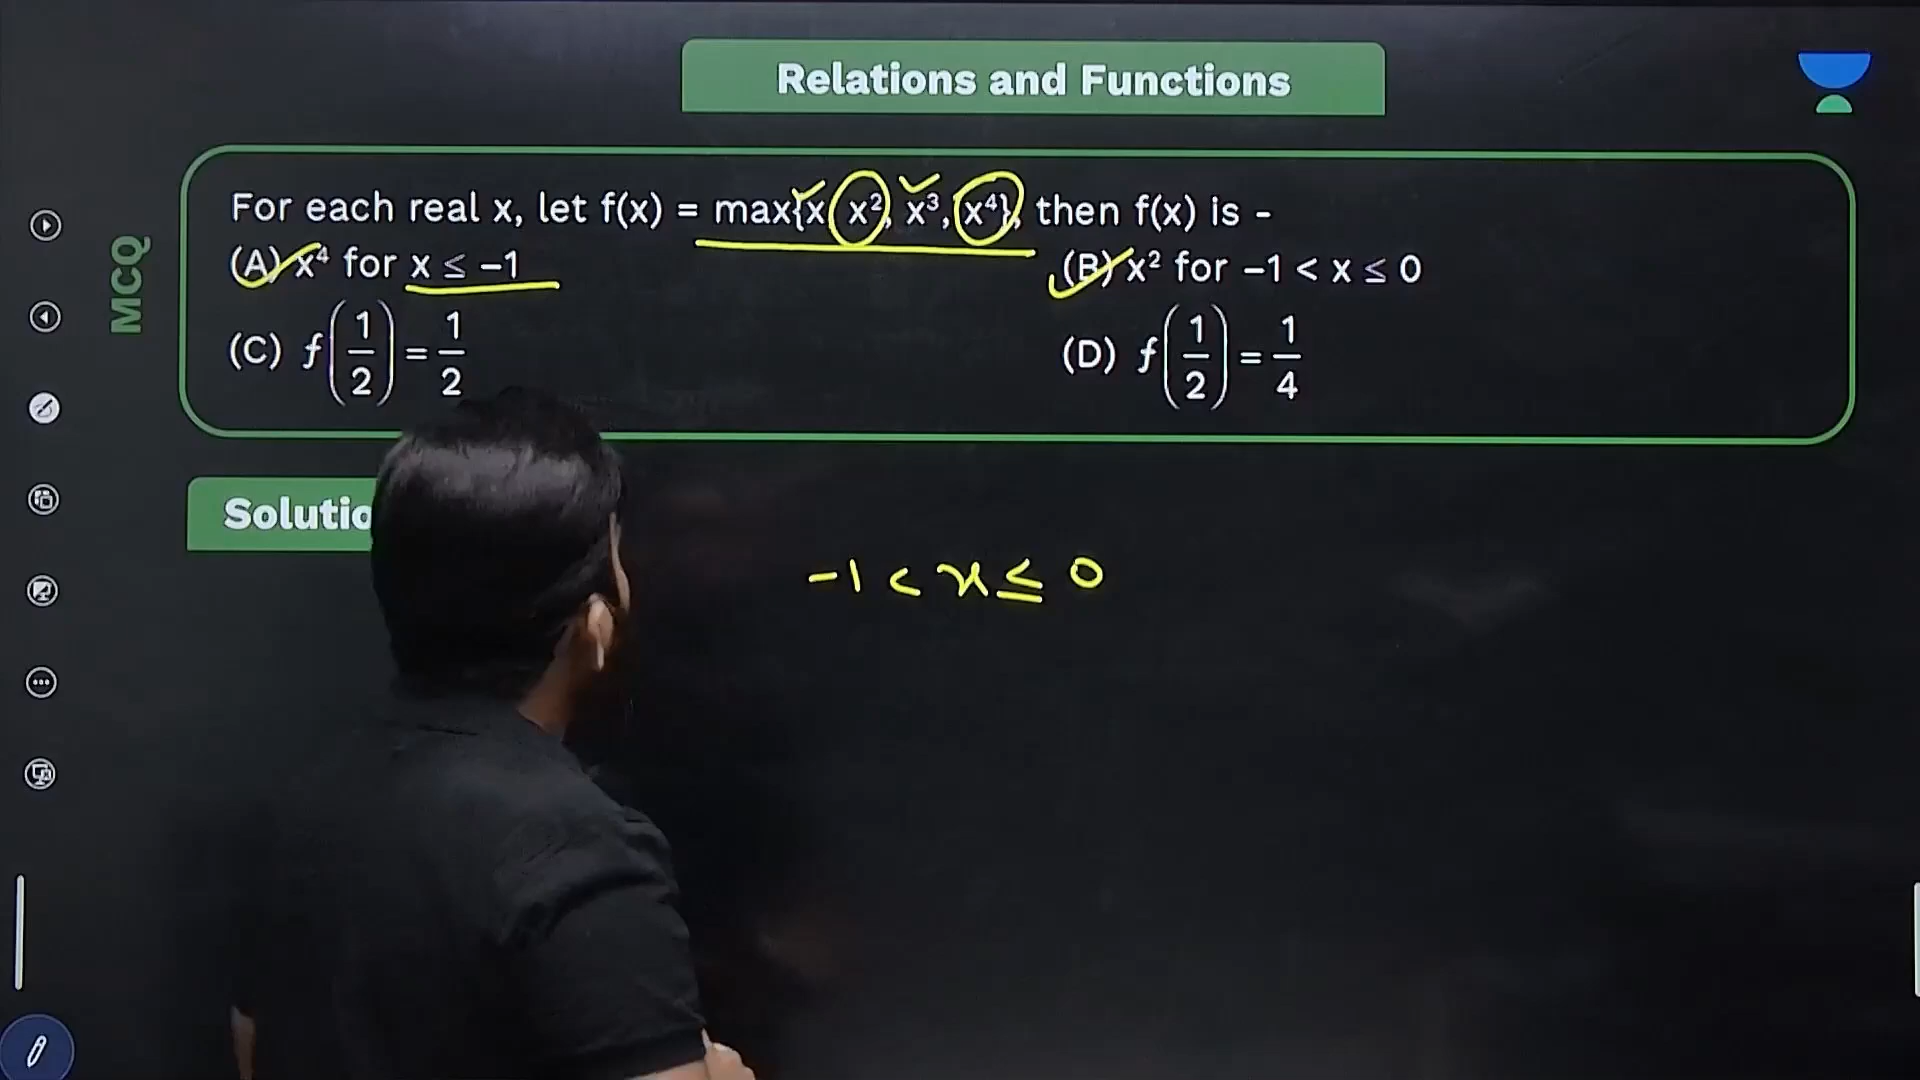 Relations and Functions
MCQ
For each real x, let f(x) = max{x, x², x³, x⁴}, then f(x) is -
(A) x⁴ for x ≤ −1
(B) x² for −1 < x ≤ 0
(C) f(1/2) = 1/2
(D) f(1/2) = 1/4
Solutio
-1 < x ≤ 0